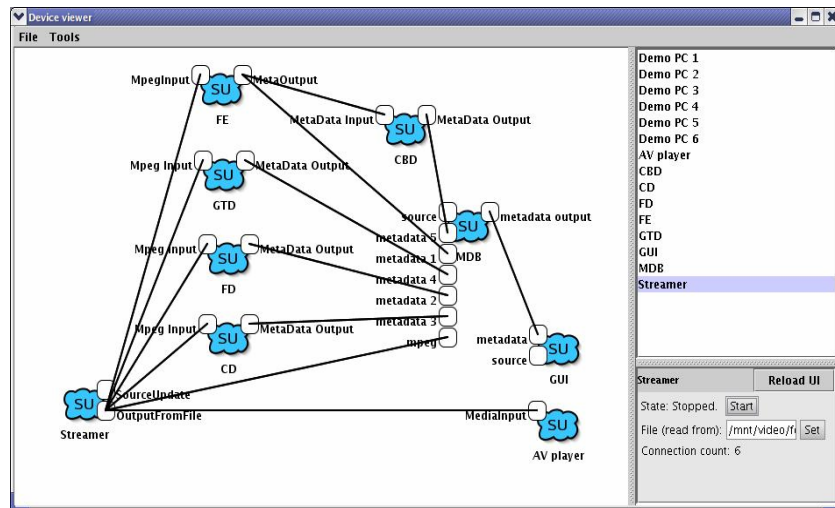 Device viewer
File Tools
MpegInput
SU
MetaOutput
FE
MetaData Input
SU
MetaData Output
CBD
Mpeg Input
SU
MetaData Output
GTD
source
SU
metadata output
metadata 5
MDB
metadata 1
metadata 4
metadata 2
metadata 3
mpeg
Mpeg Input
SU
MetaData Output
FD
Mpeg Input
SU
MetaData Output
CD
metadata
SU
source
GUI
SU
SourceUpdate
OutputFromFile
Streamer
MediaInput
SU
AV player
Demo PC 1
Demo PC 2
Demo PC 3
Demo PC 4
Demo PC 5
Demo PC 6
AV player
CBD
CD
FD
FE
GTD
GUI
MDB
Streamer
Streamer Reload UI
State: Stopped. Start
File (read from): /mnt/video/f Set
Connection count: 6